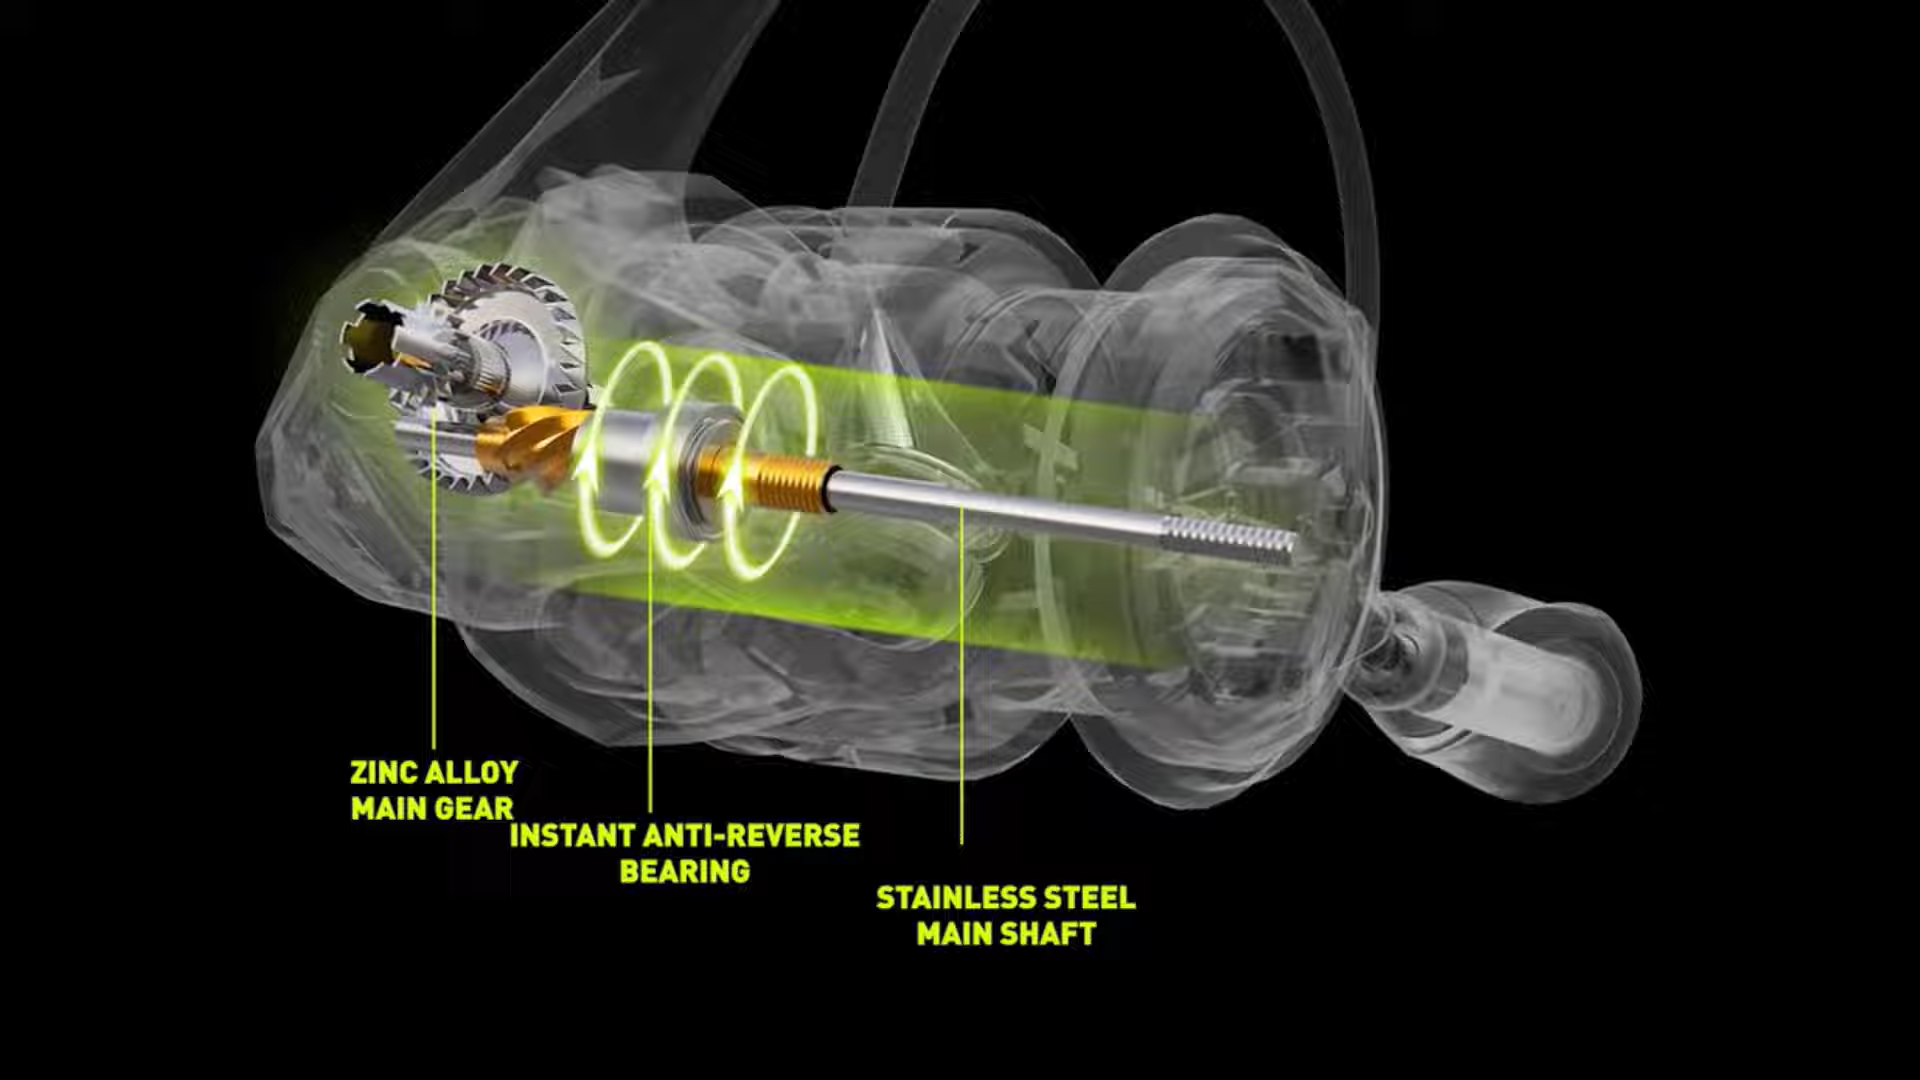 ZINC ALLOY
MAIN GEAR
INSTANT ANTI-REVERSE
BEARING
STAINLESS STEEL
MAIN SHAFT